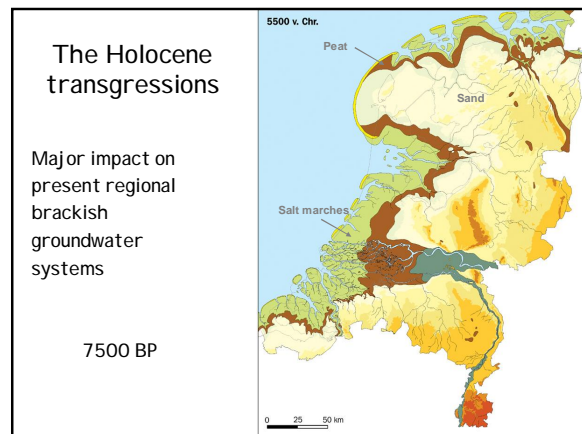 The Holocene
transgressions
Major impact on
present regional
brackish
groundwater
systems
7500 BP
5500 v. Chr.
Peat
Sand
Salt marches
0 25 50 km